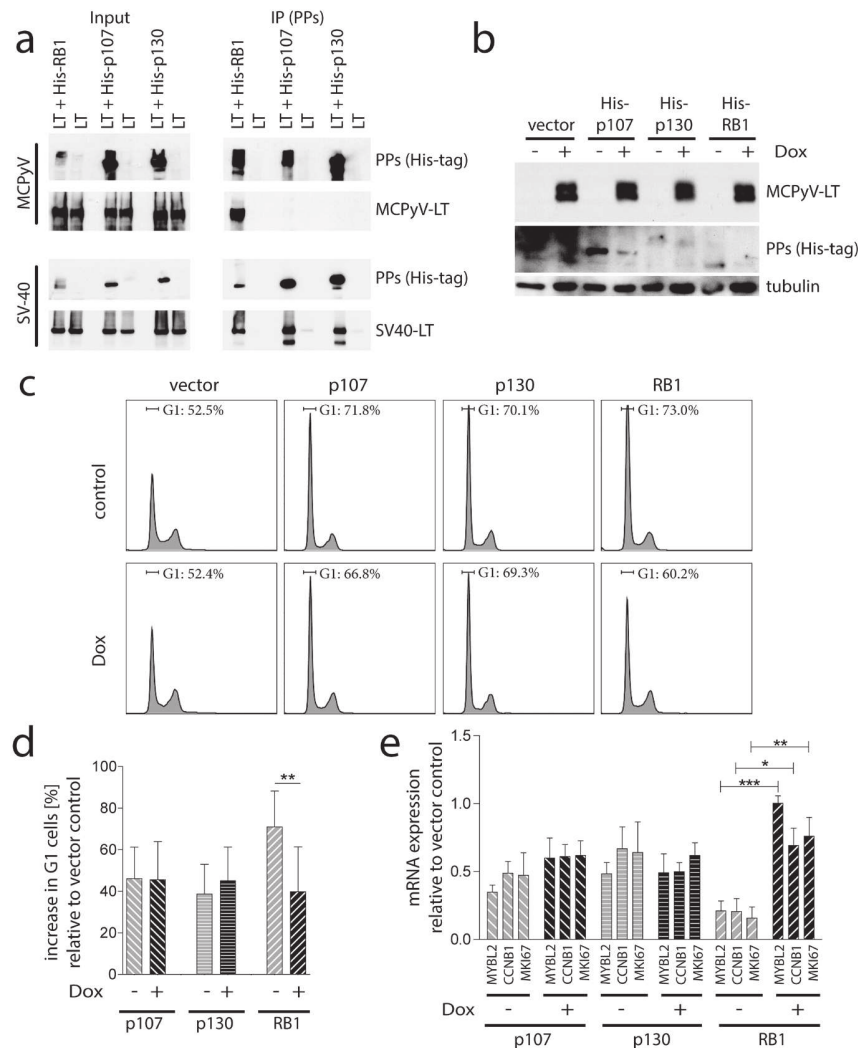 a
Input
IP (PPs)
LT + His-RB1
LT
LT + His-p107
LT
LT + His-p130
LT
LT + His-RB1
LT
LT + His-p107
LT
LT + His-p130
LT
MCPyV
PPs (His-tag)
MCPyV-LT
SV-40
PPs (His-tag)
SV40-LT
b
vector
His-
p107
His-
p130
His-
RB1
- + - + - + - + Dox
MCPyV-LT
PPs (His-tag)
tubulin
c
vector p107 p130 RB1
control
G1: 52.5% G1: 71.8% G1: 70.1% G1: 73.0%
Dox
G1: 52.4% G1: 66.8% G1: 69.3% G1: 60.2%
d
increase in G1 cells [%]
relative to vector control
100
80
60
40
20
0
**
Dox - + - + - +
p107 p130 RB1
e
mRNA expression
relative to vector control
1.5
1.0
0.5
0.0
**
*
***
MYBL2 CCNB1 MKI67 MYBL2 CCNB1 MKI67 MYBL2 CCNB1 MKI67 MYBL2 CCNB1 MKI67 MYBL2 CCNB1 MKI67 MYBL2 CCNB1 MKI67
Dox - + - + - +
p107 p130 RB1